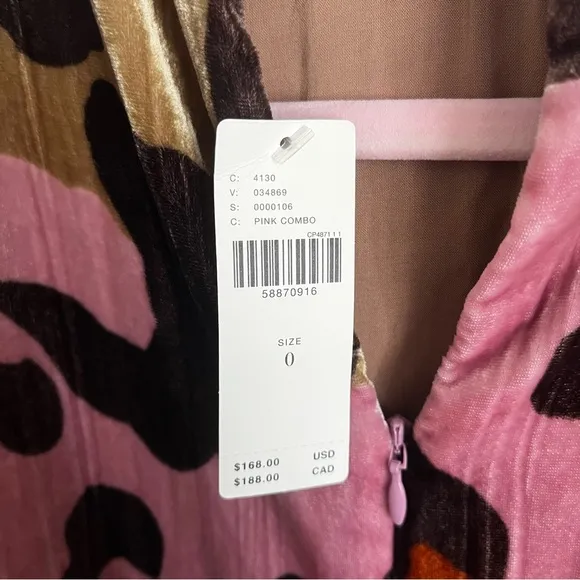 C: 4130
V: 034869
S: 0000106
C: PINK COMBO
CP4871 1 1
58870916
SIZE
0
$168.00 USD
$188.00 CAD